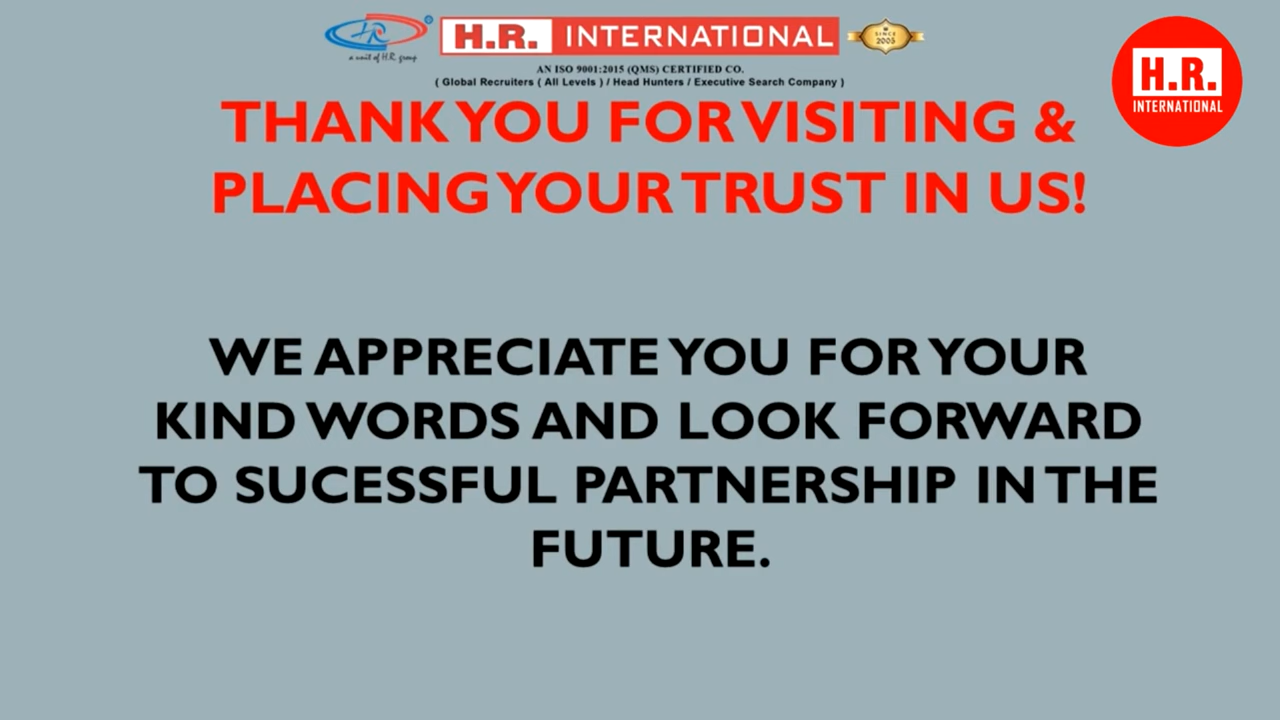 HR
a unit of H.R. group
H.R. INTERNATIONAL
SINCE
2005
AN ISO 9001:2015 (QMS) CERTIFIED CO.
( Global Recruiters ( All Levels ) / Head Hunters / Executive Search Company )
H.R.
INTERNATIONAL
THANK YOU FOR VISITING &
PLACING YOUR TRUST IN US!
WE APPRECIATE YOU FOR YOUR
KIND WORDS AND LOOK FORWARD
TO SUCESSFUL PARTNERSHIP IN THE
FUTURE.